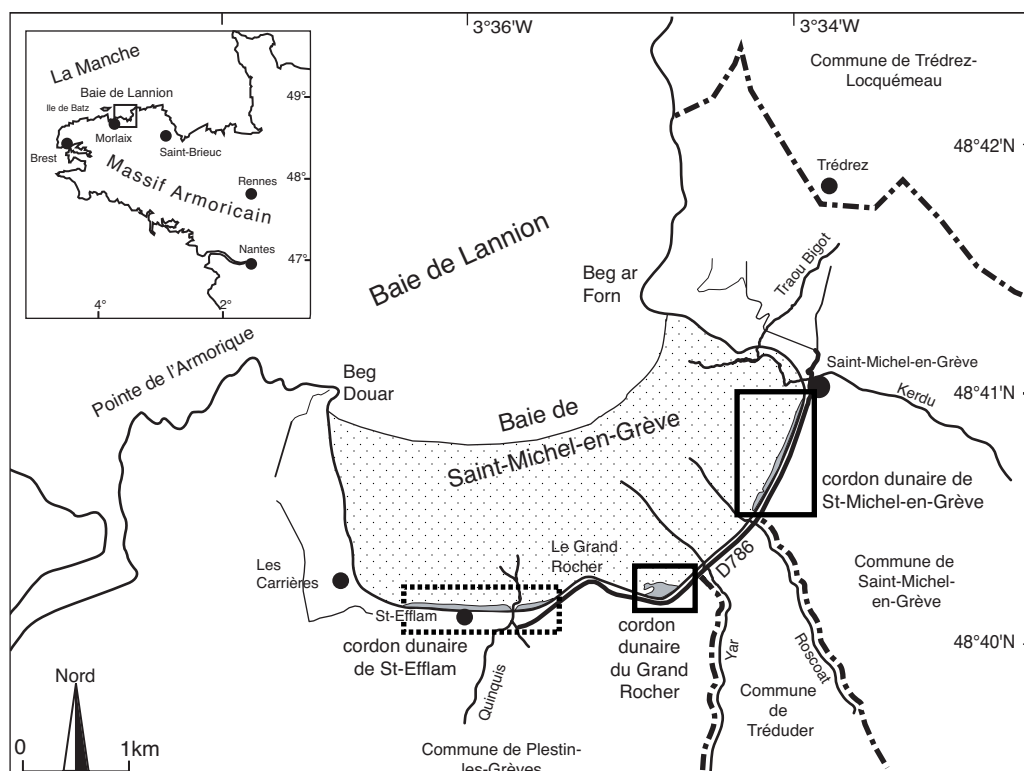 3°36'W
3°34'W
La Manche
Baie de Lannion
Ile de Batz
Morlaix
Saint-Brieuc
Brest
Massif Armoricain
Rennes
Nantes
49°
48°
47°
4°
2°
Commune de Trédrez-
Locquémeau
48°42'N
Trédrez
Baie de Lannion
Beg ar
Forn
Traou Bigot
Pointe de l'Armorique
Beg
Douar
Saint-Michel-en-Grève
48°41'N
Kerdu
Baie de
Saint-Michel-en-Grève
cordon dunaire de
St-Michel-en-Grève
D786
Le Grand
Rocher
Les
Carrières
Commune de
Saint-Michel-
en-Grève
St-Efflam
cordon dunaire
de St-Efflam
cordon
dunaire
du Grand
Rocher
48°40'N
Yar
Roscoat
Quinquis
Nord
Commune
de
Tréduder
0
1km
Commune de Plestin-
les-Grèves